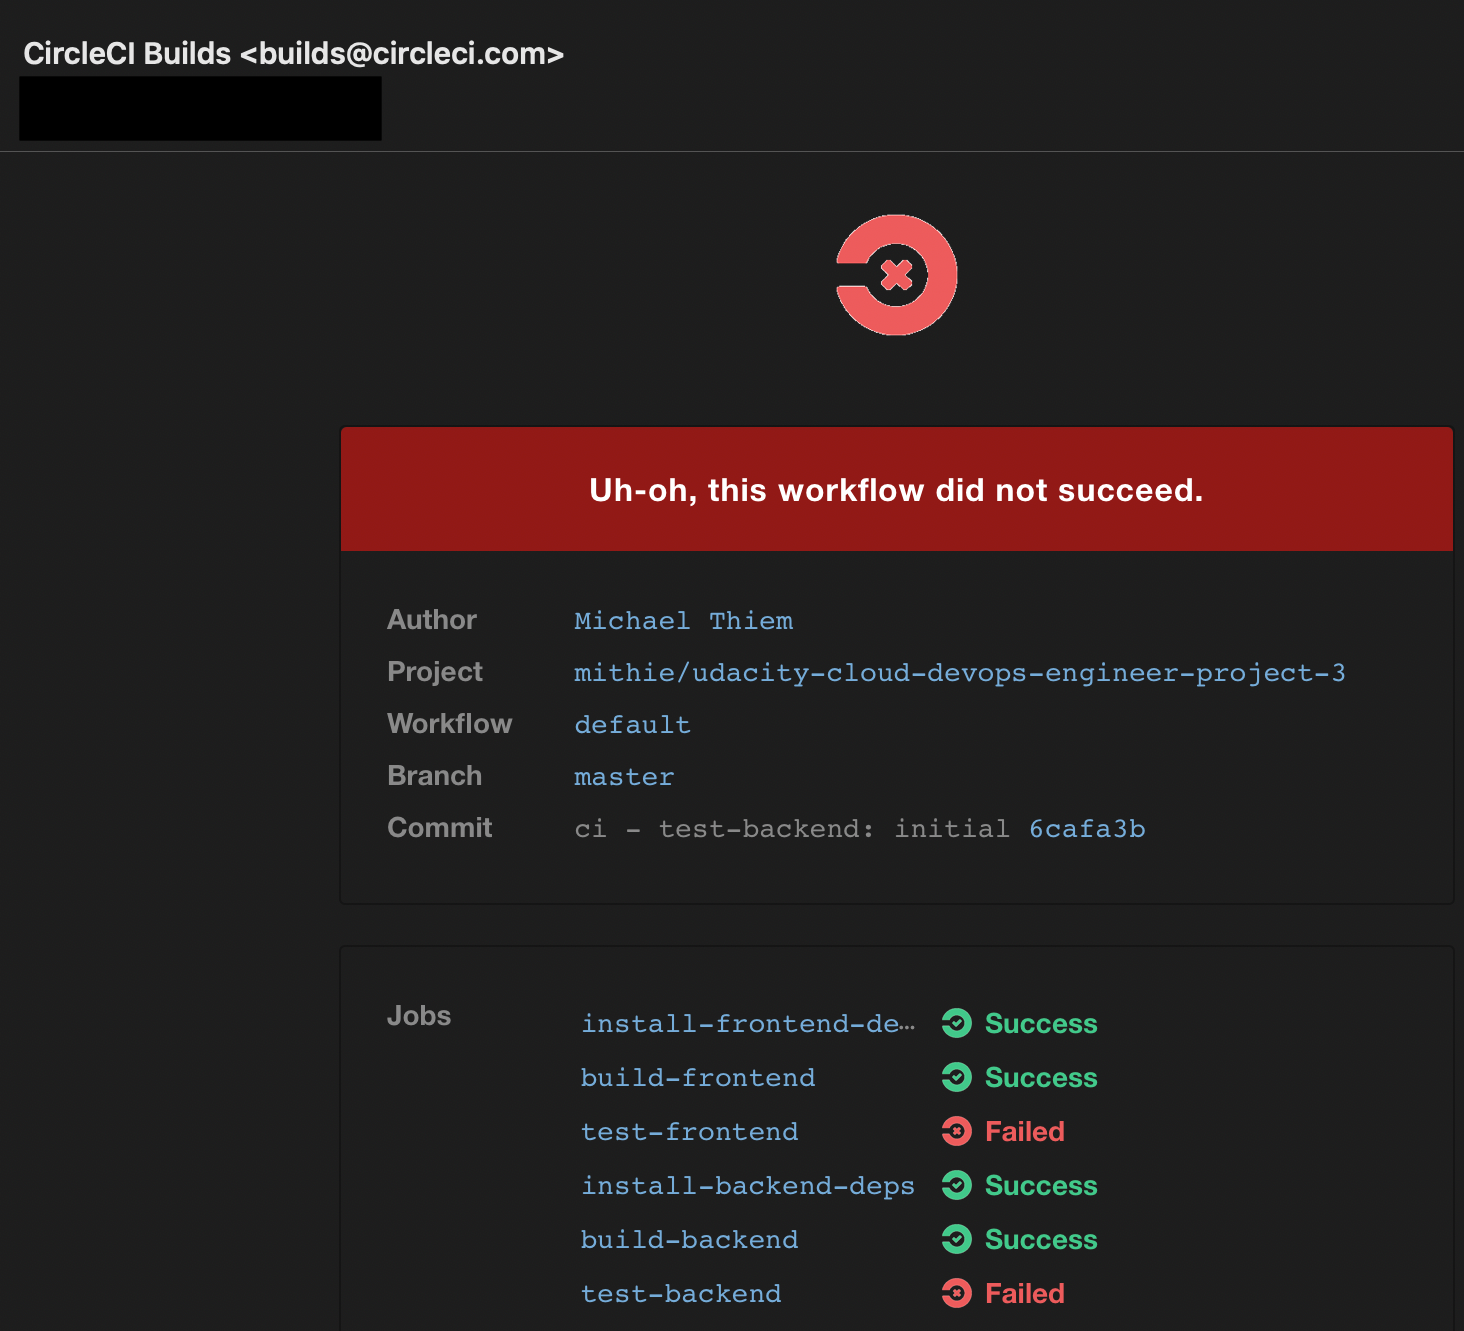 CircleCI Builds <builds@circleci.com>
Uh-oh, this workflow did not succeed.
Author Michael Thiem
Project mithie/udacity-cloud-devops-engineer-project-3
Workflow default
Branch master
Commit ci - test-backend: initial 6cafa3b
Jobs install-frontend-de… Success
build-frontend Success
test-frontend Failed
install-backend-deps Success
build-backend Success
test-backend Failed